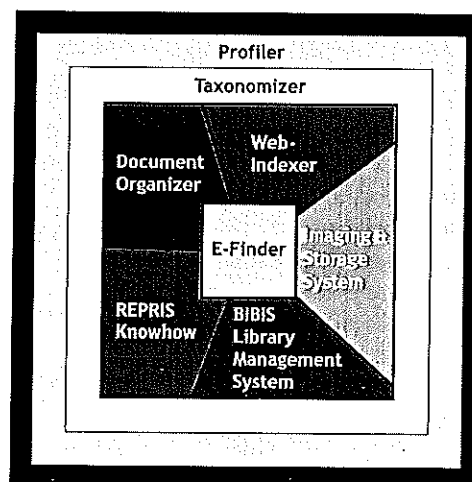 Profiler
Taxonomizer
Web-
Indexer
Document
Organizer
E-Finder
Imaging &
Storage
System
REPRIS
Knowhow
BIBIS
Library
Management
System